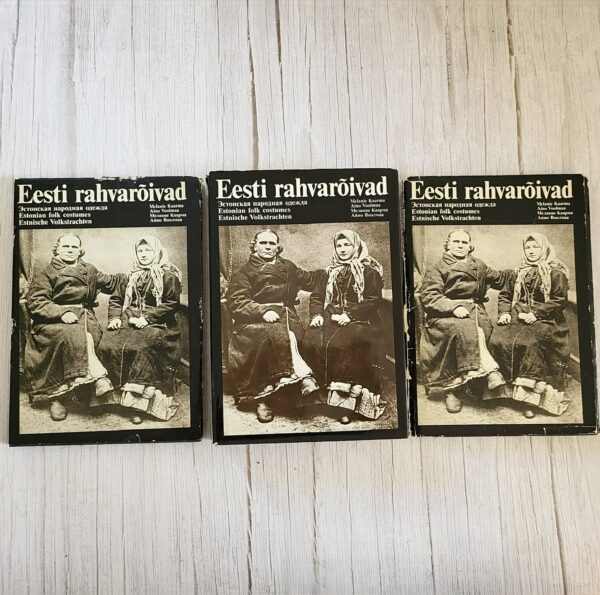 Eesti rahvarõivad
Эстонская народная одежда
Estonian folk costumes
Estnische Volkstrachten
Melanie Kaarma
Aino Voolmaa
Мелание Каарма
Айно Воолмаа
Eesti rahvarõivad
Эстонская народная одежда
Estonian folk costumes
Estnische Volkstrachten
Melanie Kaarma
Aino Voolmaa
Мелание Каарма
Айно Воолмаа
Eesti rahvarõivad
Эстонская народная одежда
Estonian folk costumes
Estnische Volkstrachten
Melanie Kaarma
Aino Voolmaa
Мелание Каарма
Айно Воолмаа